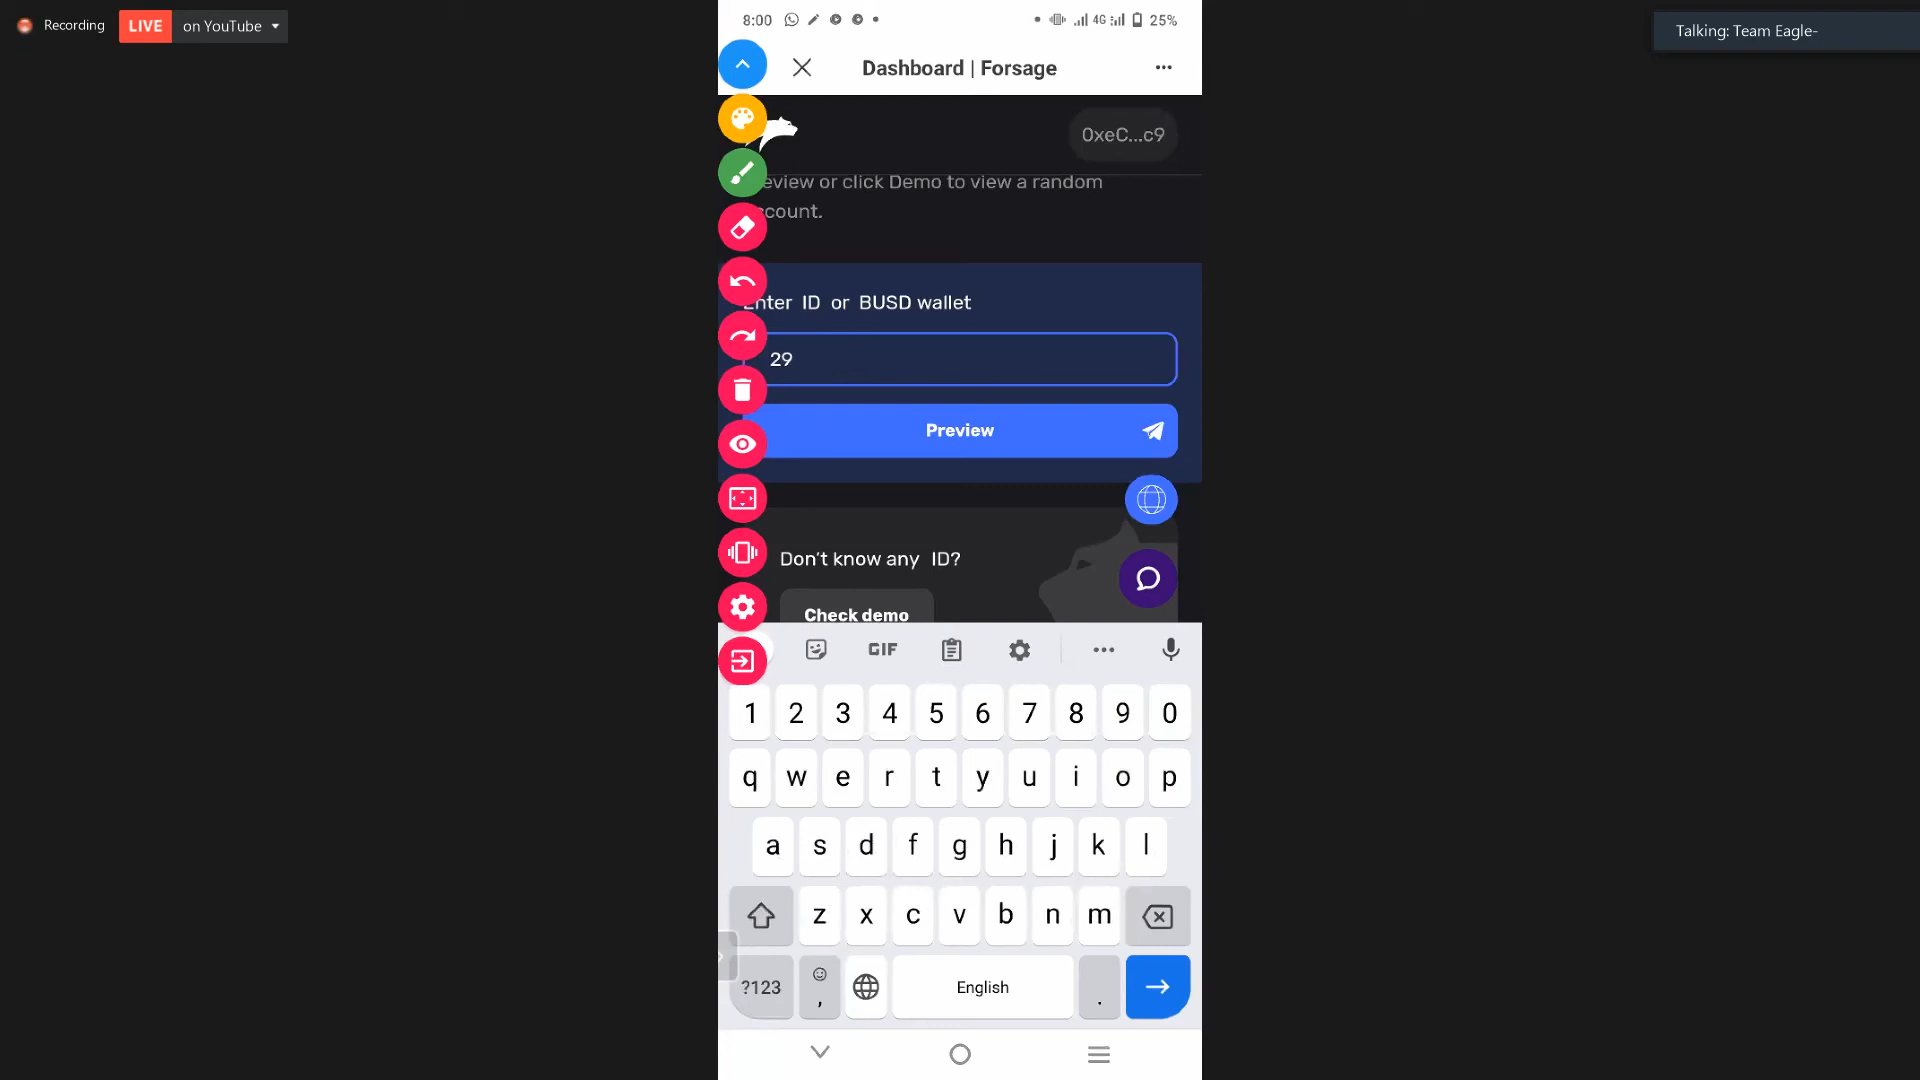 Recording
LIVE
on YouTube
Talking: Team Eagle-
8:00
4G
25%
Dashboard | Forsage
0xeC...c9
eview or click Demo to view a random
count.
Enter ID or BUSD wallet
29
Preview
Don't know any ID?
Check demo
GIF
1 2 3 4 5 6 7 8 9 0
q w e r t y u i o p
a s d f g h j k l
z x c v b n m
?123
,
English
.